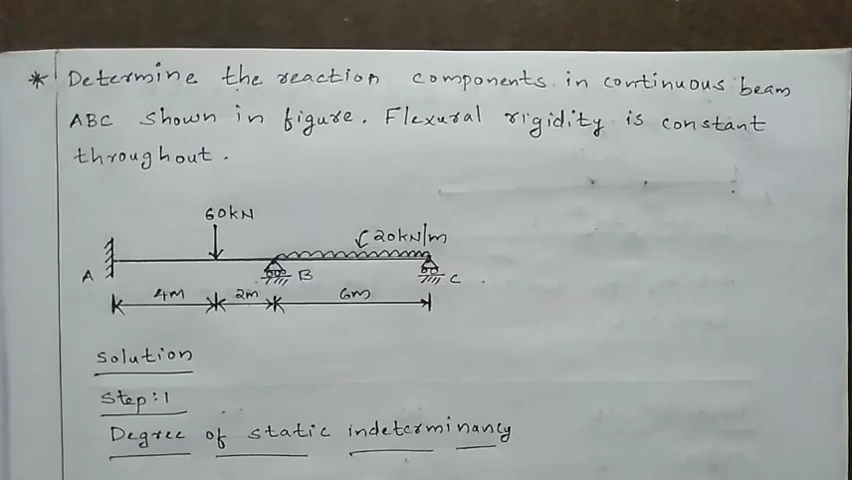 * Determine the reaction components in continuous beam
ABC shown in figure. Flexural rigidity is constant
throughout.
60kN
20kN/m
A
B
C
4m
2m
6m
Solution
Step:1
Degree of static indeterminancy